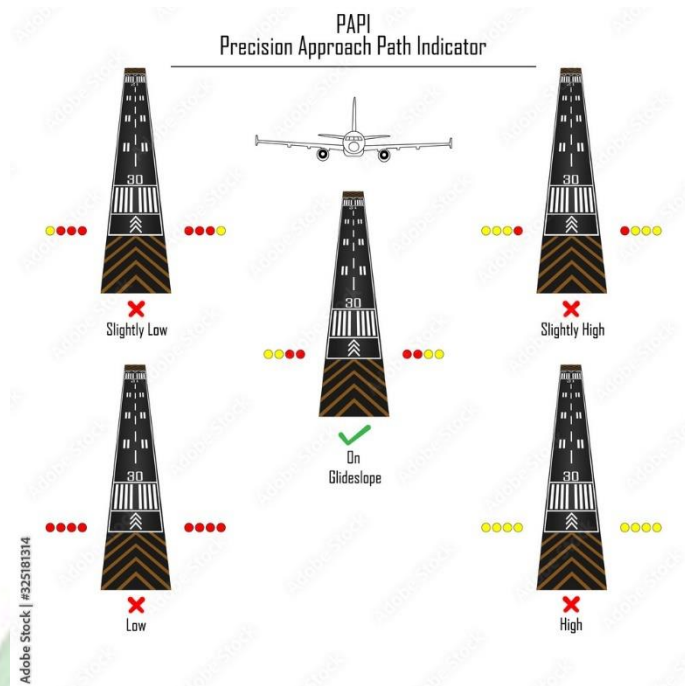 PAPI
Precision Approach Path Indicator
30
Slightly Low
30
Slightly High
30
On
Glideslope
30
Low
30
High
Adobe Stock | #325181314